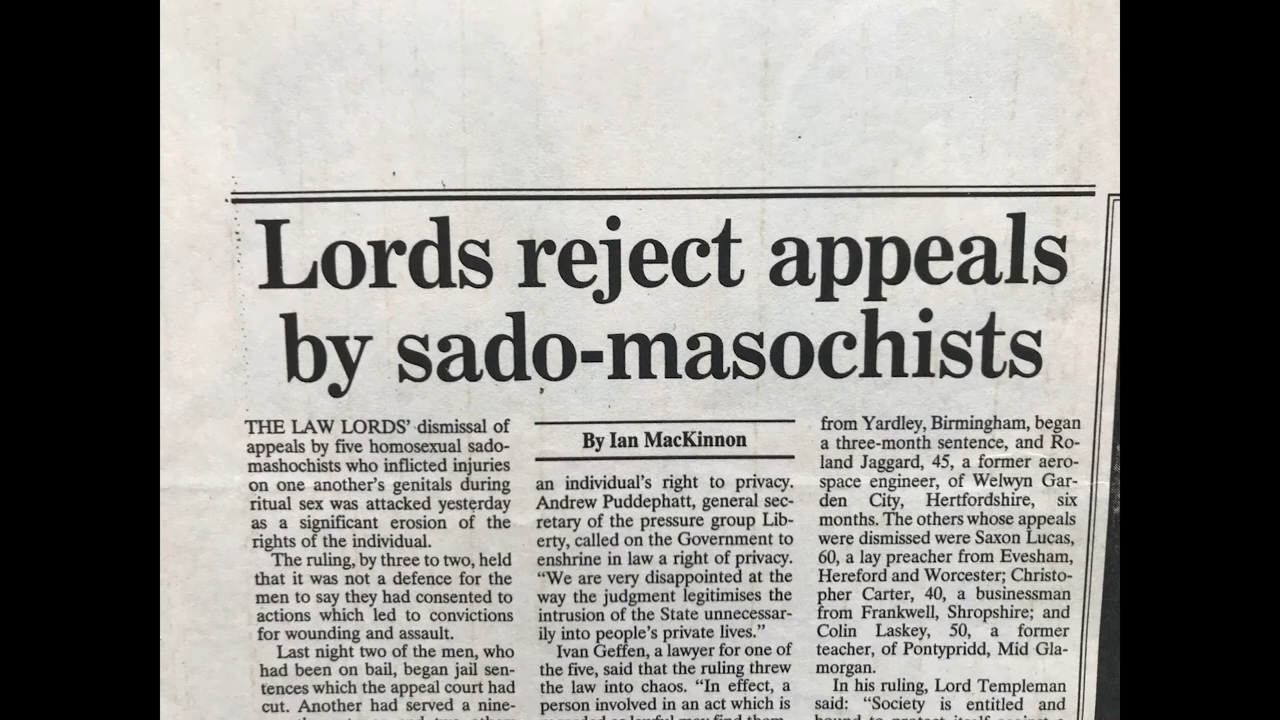 Lords reject appeals
by sado-masochists
THE LAW LORDS' dismissal of
appeals by five homosexual sado-
mashochists who inflicted injuries
on one another's genitals during
ritual sex was attacked yesterday
as a significant erosion of the
rights of the individual.
The ruling, by three to two, held
that it was not a defence for the
men to say they had consented to
actions which led to convictions
for wounding and assault.
Last night two of the men, who
had been on bail, began jail sen-
tences which the appeal court had
cut. Another had served a nine-
By Ian MacKinnon
an individual's right to privacy.
Andrew Puddephatt, general sec-
retary of the pressure group Lib-
erty, called on the Government to
enshrine in law a right of privacy.
“We are very disappointed at the
way the judgment legitimises the
intrusion of the State unnecessar-
ily into people's private lives.”
Ivan Geffen, a lawyer for one of
the five, said that the ruling threw
the law into chaos. “In effect, a
person involved in an act which is
from Yardley, Birmingham, began
a three-month sentence, and Ro-
land Jaggard, 45, a former aero-
space engineer, of Welwyn Gar-
den City, Hertfordshire, six
months. The others whose appeals
were dismissed were Saxon Lucas,
60, a lay preacher from Evesham,
Hereford and Worcester; Christo-
pher Carter, 40, a businessman
from Frankwell, Shropshire; and
Colin Laskey, 50, a former
teacher, of Pontypridd, Mid Gla-
morgan.
In his ruling, Lord Templeman
said: “Society is entitled and